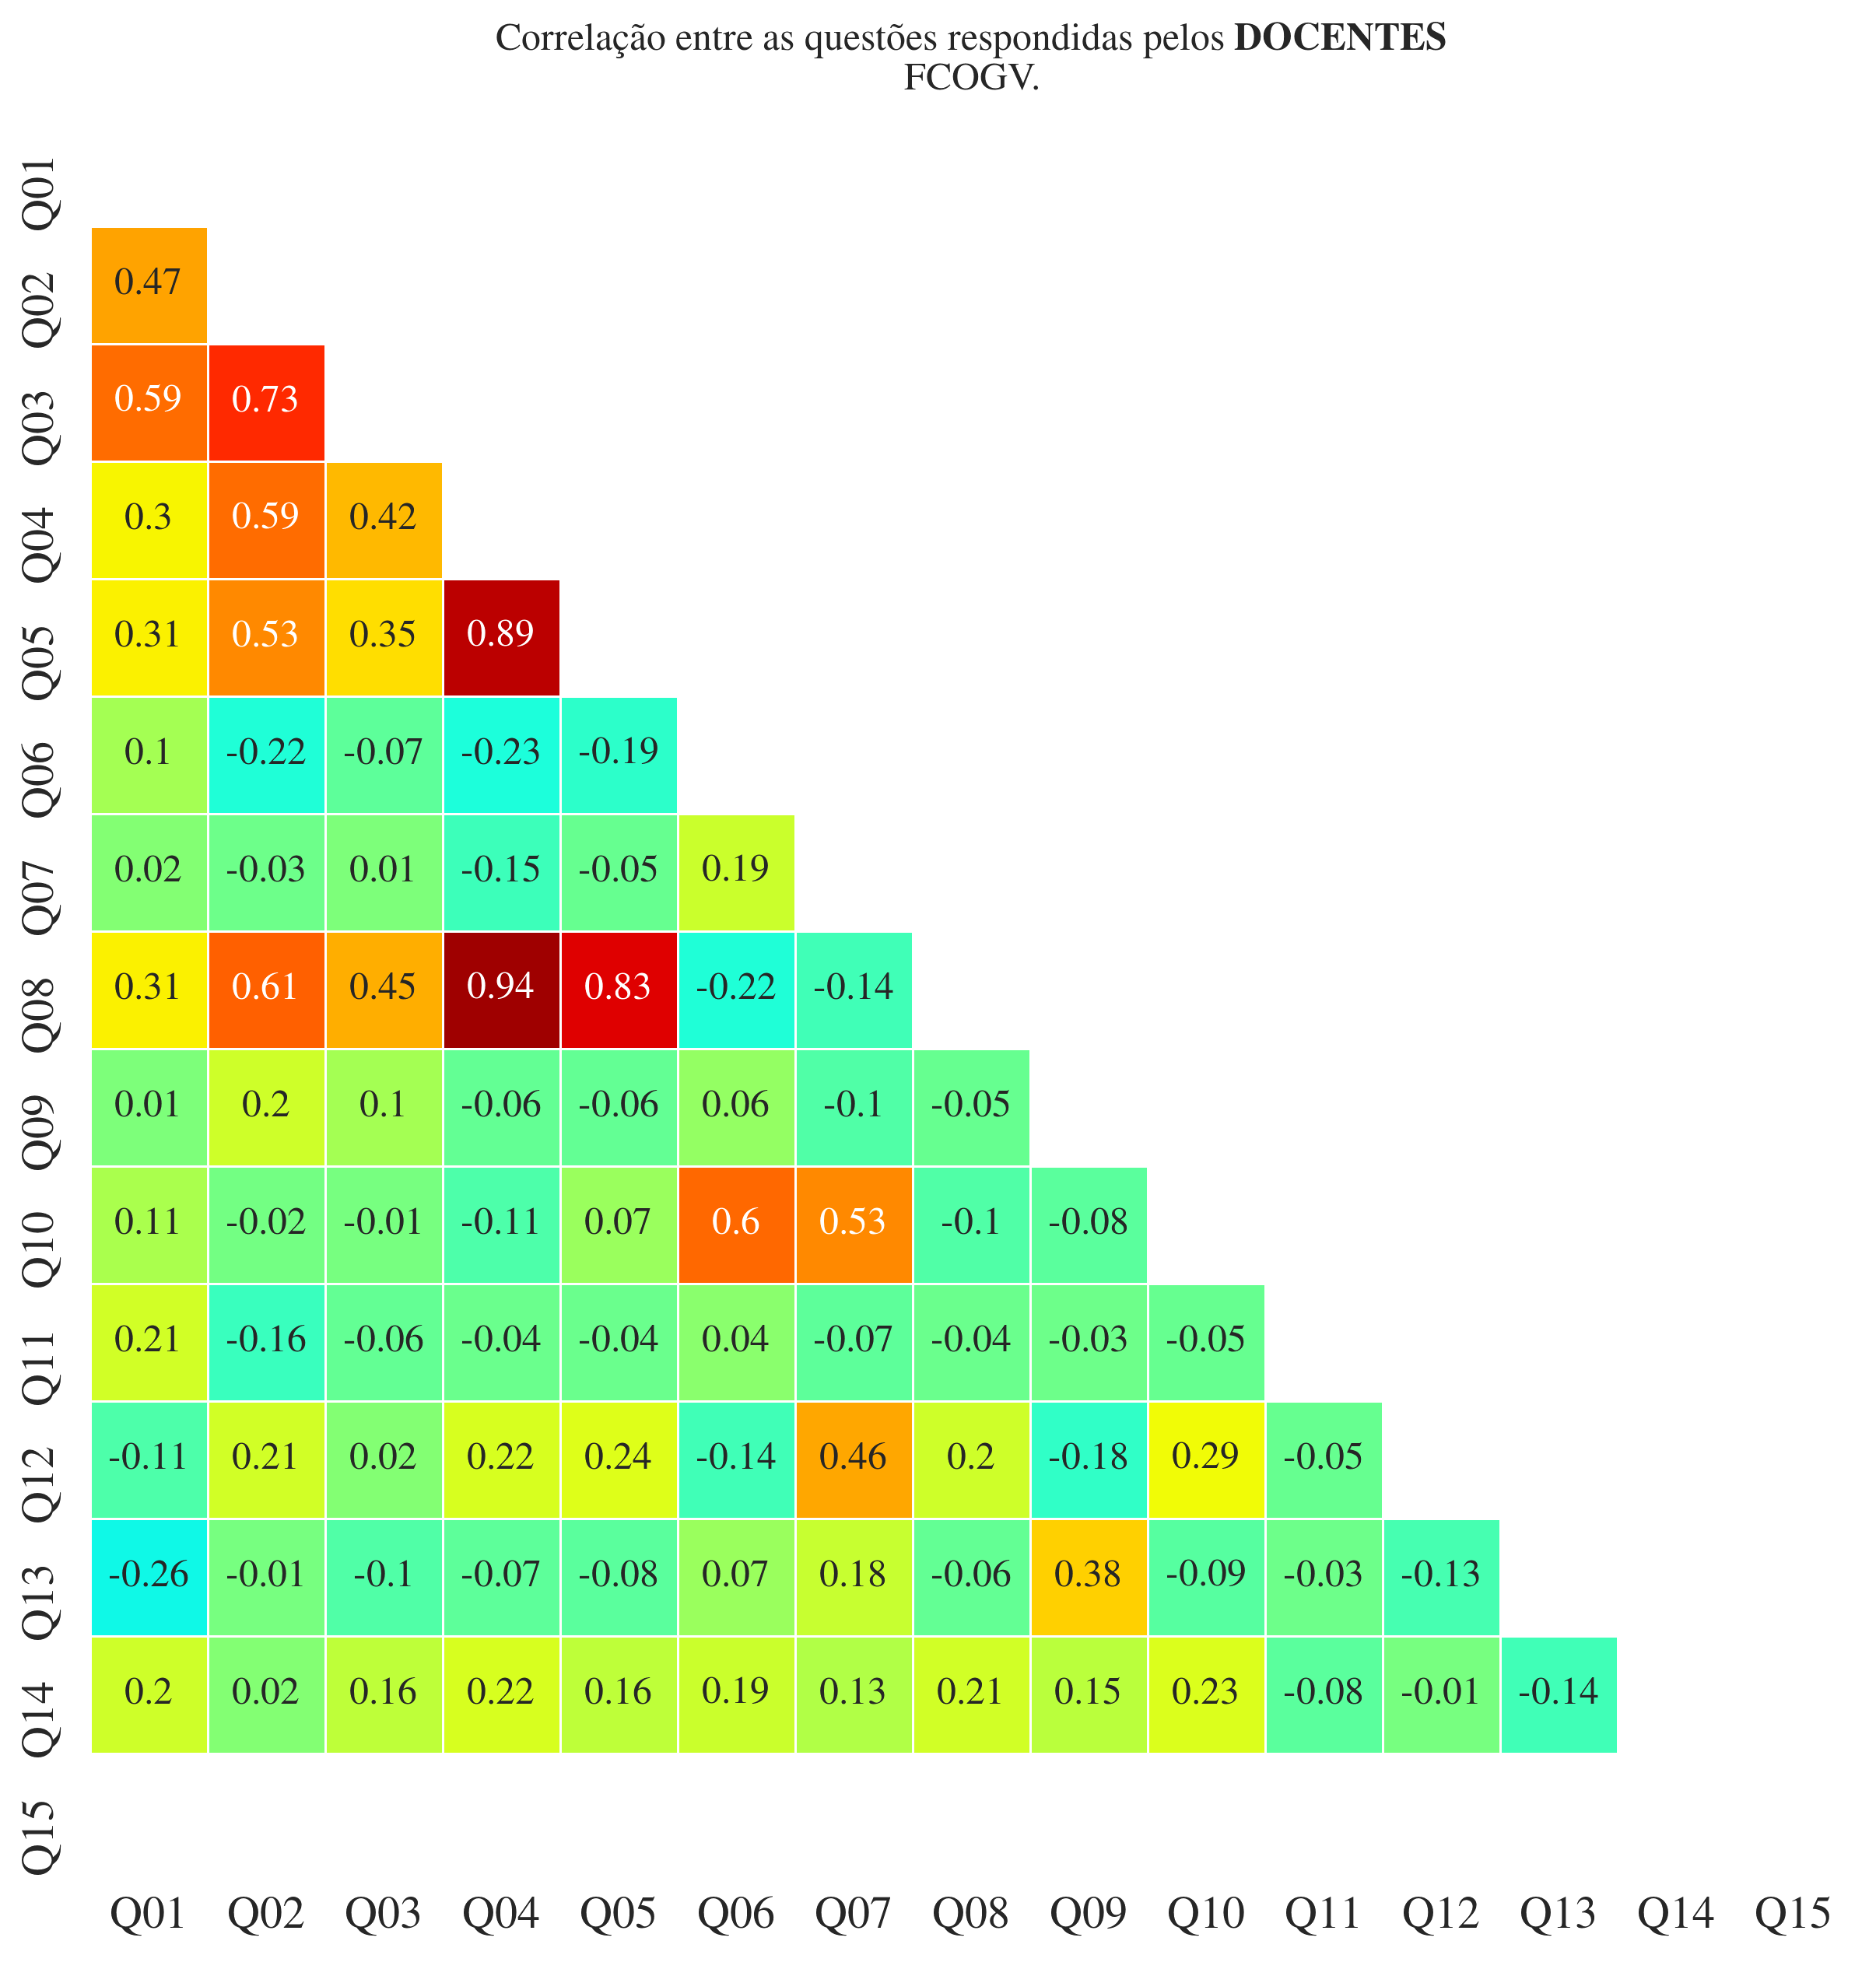 Correlação entre as questões respondidas pelos DOCENTES
FCOGV.
Q01
Q02 0.47
Q03 0.59 0.73
Q04 0.3 0.59 0.42
Q05 0.31 0.53 0.35 0.89
Q06 0.1 -0.22 -0.07 -0.23 -0.19
Q07 0.02 -0.03 0.01 -0.15 -0.05 0.19
Q08 0.31 0.61 0.45 0.94 0.83 -0.22 -0.14
Q09 0.01 0.2 0.1 -0.06 -0.06 0.06 -0.1 -0.05
Q10 0.11 -0.02 -0.01 -0.11 0.07 0.6 0.53 -0.1 -0.08
Q11 0.21 -0.16 -0.06 -0.04 -0.04 0.04 -0.07 -0.04 -0.03 -0.05
Q12 -0.11 0.21 0.02 0.22 0.24 -0.14 0.46 0.2 -0.18 0.29 -0.05
Q13 -0.26 -0.01 -0.1 -0.07 -0.08 0.07 0.18 -0.06 0.38 -0.09 -0.03 -0.13
Q14 0.2 0.02 0.16 0.22 0.16 0.19 0.13 0.21 0.15 0.23 -0.08 -0.01 -0.14
Q15
Q01 Q02 Q03 Q04 Q05 Q06 Q07 Q08 Q09 Q10 Q11 Q12 Q13 Q14 Q15